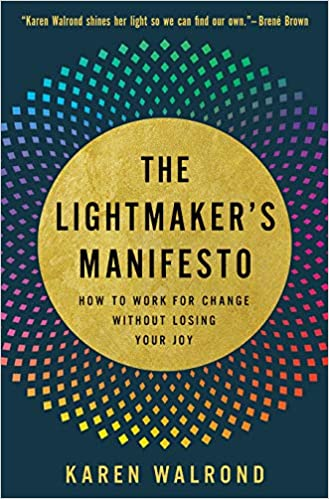 “Karen Walrond shines her light so we can find our own.”—Brené Brown
THE
LIGHTMAKER'S
MANIFESTO
HOW TO WORK FOR CHANGE
WITHOUT LOSING
YOUR JOY
KAREN WALROND